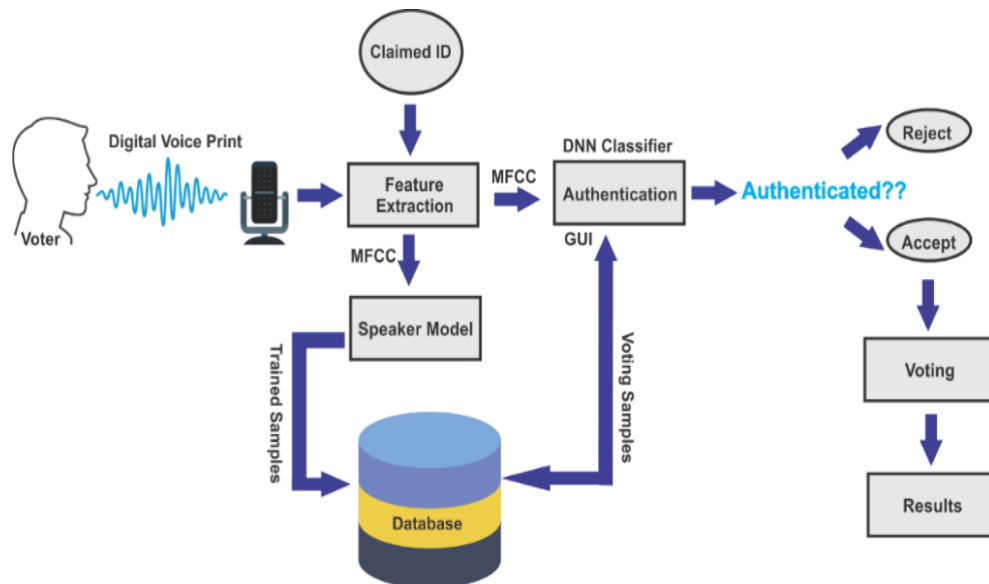 Claimed ID
Digital Voice Print
Voter
Feature
Extraction
MFCC
DNN Classifier
Authentication
GUI
Authenticated??
Reject
Accept
MFCC
Speaker Model
Trained Samples
Voting Samples
Database
Voting
Results